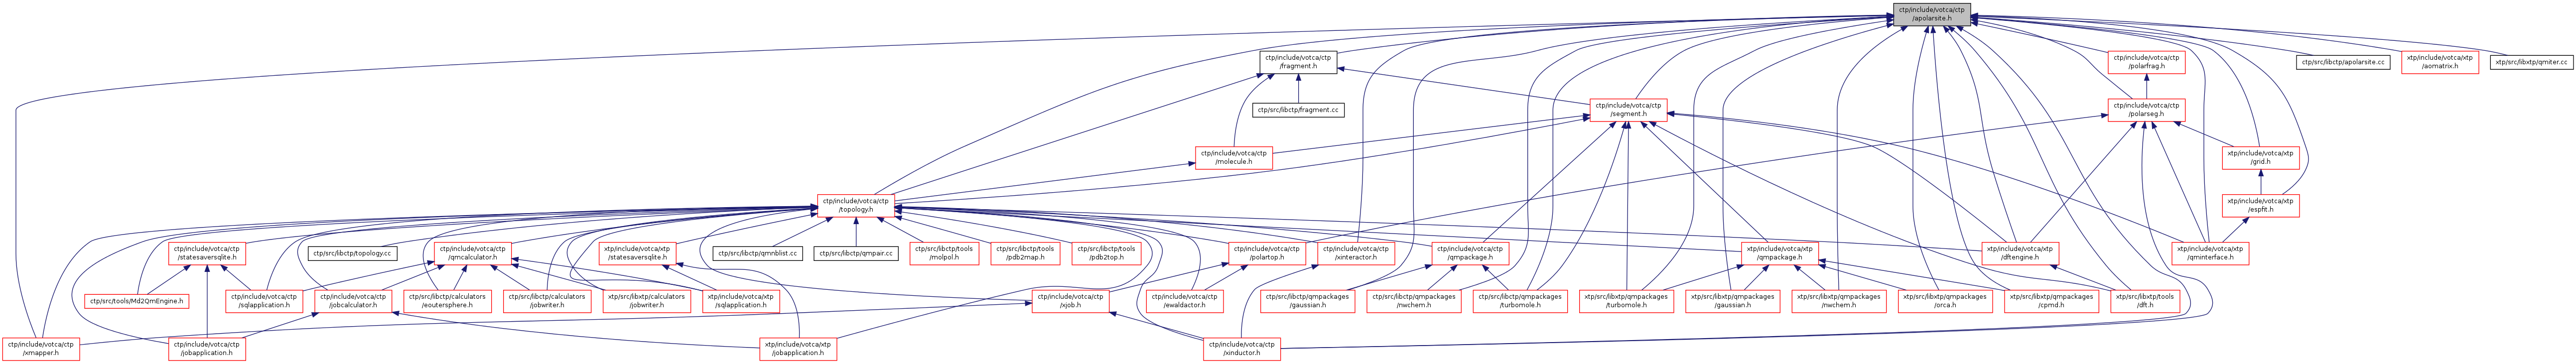 ctp/include/votca/ctp
/apolarsite.h
ctp/include/votca/ctp
/fragment.h
ctp/include/votca/ctp
/polarfrag.h
ctp/src/libctp/apolarsite.cc
xtp/include/votca/xtp
/aomatrix.h
xtp/src/libxtp/qmiter.cc
ctp/src/libctp/fragment.cc
ctp/include/votca/ctp
/segment.h
ctp/include/votca/ctp
/polarseg.h
ctp/include/votca/ctp
/molecule.h
xtp/include/votca/xtp
/grid.h
ctp/include/votca/ctp
/topology.h
xtp/include/votca/xtp
/espfit.h
ctp/include/votca/ctp
/statesaversqlite.h
ctp/src/libctp/topology.cc
ctp/include/votca/ctp
/qmcalculator.h
xtp/include/votca/xtp
/statesaversqlite.h
ctp/src/libctp/qmnblist.cc
ctp/src/libctp/qmpair.cc
ctp/src/libctp/tools
/molpol.h
ctp/src/libctp/tools
/pdb2map.h
ctp/src/libctp/tools
/pdb2top.h
ctp/include/votca/ctp
/polartop.h
ctp/include/votca/ctp
/xinteractor.h
ctp/include/votca/ctp
/qmpackage.h
xtp/include/votca/xtp
/qmpackage.h
xtp/include/votca/xtp
/dftengine.h
xtp/include/votca/xtp
/qminterface.h
ctp/src/tools/Md2QmEngine.h
ctp/include/votca/ctp
/sqlapplication.h
ctp/include/votca/ctp
/jobcalculator.h
ctp/src/libctp/calculators
/eoutersphere.h
ctp/src/libctp/calculators
/jobwriter.h
xtp/src/libxtp/calculators
/jobwriter.h
xtp/include/votca/xtp
/sqlapplication.h
ctp/include/votca/ctp
/xjob.h
ctp/include/votca/ctp
/ewaldactor.h
ctp/src/libctp/qmpackages
/gaussian.h
ctp/src/libctp/qmpackages
/nwchem.h
ctp/src/libctp/qmpackages
/turbomole.h
xtp/src/libxtp/qmpackages
/turbomole.h
xtp/src/libxtp/qmpackages
/gaussian.h
xtp/src/libxtp/qmpackages
/nwchem.h
xtp/src/libxtp/qmpackages
/orca.h
xtp/src/libxtp/qmpackages
/cpmd.h
xtp/src/libxtp/tools
/dft.h
ctp/include/votca/ctp
/xmapper.h
ctp/include/votca/ctp
/jobapplication.h
xtp/include/votca/xtp
/jobapplication.h
ctp/include/votca/ctp
/xinductor.h